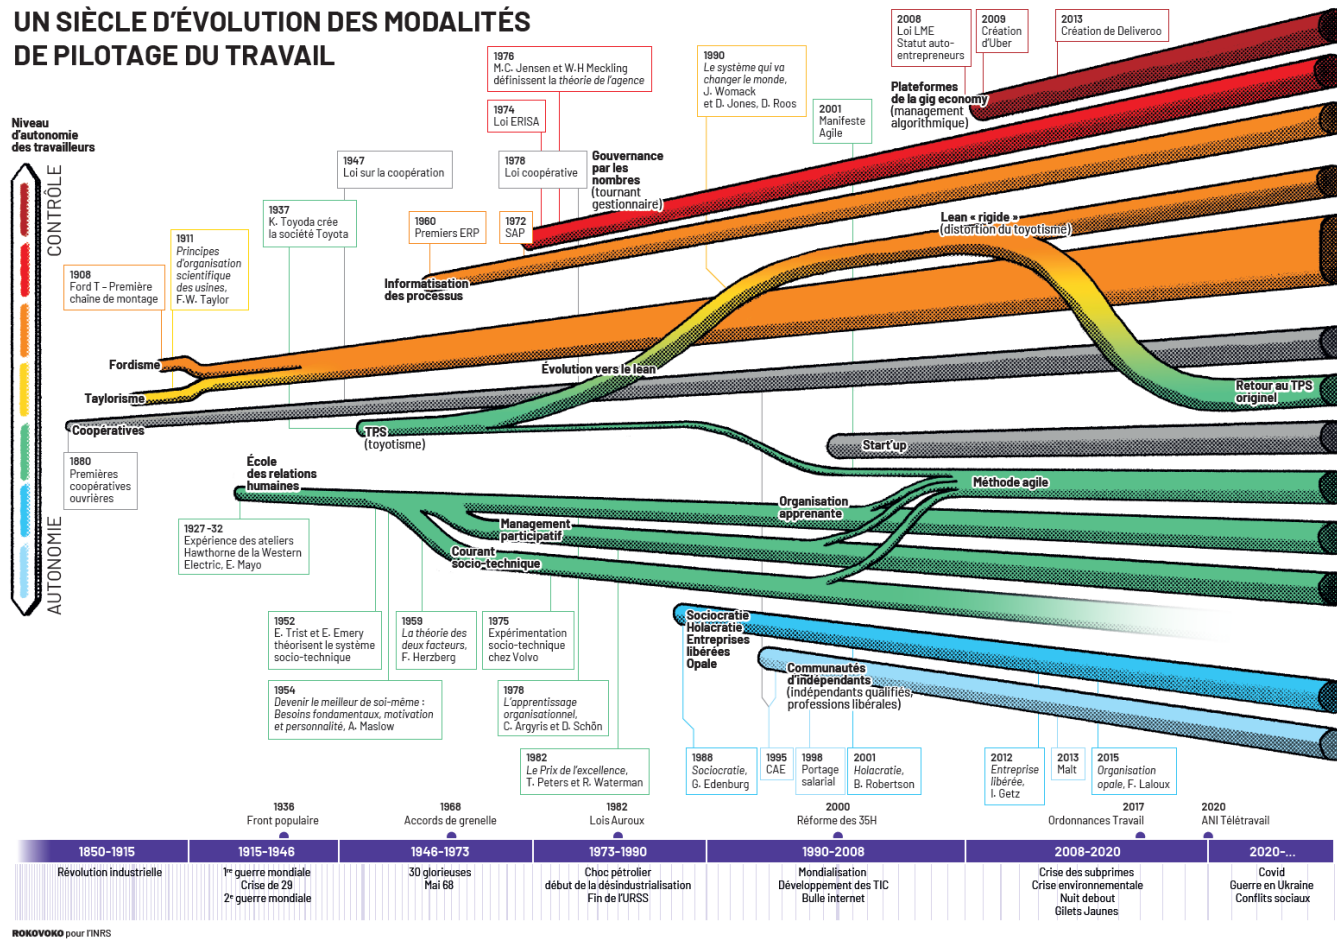 UN SIÈCLE D'ÉVOLUTION DES MODALITÉS
DE PILOTAGE DU TRAVAIL
Niveau
d'autonomie
des travailleurs
CONTRÔLE
AUTONOMIE
1908
Ford T – Première
chaîne de montage
1911
Principes
d'organisation
scientifique
des usines,
F.W. Taylor
1937
K. Toyoda crée
la société Toyota
1947
Loi sur la coopération
1960
Premiers ERP
1972
SAP
1974
Loi ERISA
1976
M.C. Jensen et W.H Meckling
définissent la théorie de l'agence
1978
Loi coopérative
1990
Le système qui va
changer le monde,
J. Womack
et D. Jones, D. Roos
2001
Manifeste
Agile
2008
Loi LME
Statut auto-
entrepreneurs
2009
Création
d'Uber
2013
Création de Deliveroo
Plateformes
de la gig economy
(management
algorithmique)
Gouvernance
par les
nombres
(tournant
gestionnaire)
Informatisation
des processus
Lean « rigide »
(distorsion du toyotisme)
Fordisme
Taylorisme
Coopératives
Évolution vers le lean
TPS
(toyotisme)
Retour au TPS
originel
Start'up
Méthode agile
1880
Premières
coopératives
ouvrières
École
des relations
humaines
Organisation
apprenante
Management
participatif
Courant
socio-technique
1927 -32
Expérience des ateliers
Hawthorne de la Western
Electric, E. Mayo
Sociocratie
Holacratie
Entreprises
libérées
Opale
Communautés
d'indépendants
(indépendants qualifiés,
professions libérales)
1952
E. Trist et E. Emery
théorisent le système
socio-technique
1959
La théorie des
deux facteurs,
F. Herzberg
1975
Expérimentation
socio-technique
chez Volvo
1954
Devenir le meilleur de soi-même :
Besoins fondamentaux, motivation
et personnalité, A. Maslow
1978
L'apprentissage
organisationnel,
C. Argyris et D. Schön
1982
Le Prix de l'excellence,
T. Peters et R. Waterman
1988
Sociocratie,
G. Edenburg
1995
CAE
1998
Portage
salarial
2001
Holacratie,
B. Robertson
2012
Entreprise
libérée,
I. Getz
2013
Malt
2015
Organisation
opale, F. Laloux
1936
Front populaire
1968
Accords de grenelle
1982
Lois Auroux
2000
Réforme des 35H
2017
Ordonnances Travail
2020
ANI Télétravail
1850-1915
1915-1946
1946-1973
1973-1990
1990-2008
2008-2020
2020-...
Révolution industrielle
1re guerre mondiale
Crise de 29
2e guerre mondiale
30 glorieuses
Mai 68
Choc pétrolier
début de la désindustrialisation
Fin de l'URSS
Mondialisation
Développement des TIC
Bulle internet
Crise des subprimes
Crise environnementale
Nuit debout
Gilets Jaunes
Covid
Guerre en Ukraine
Conflits sociaux
ROKOVOKO pour l'INRS